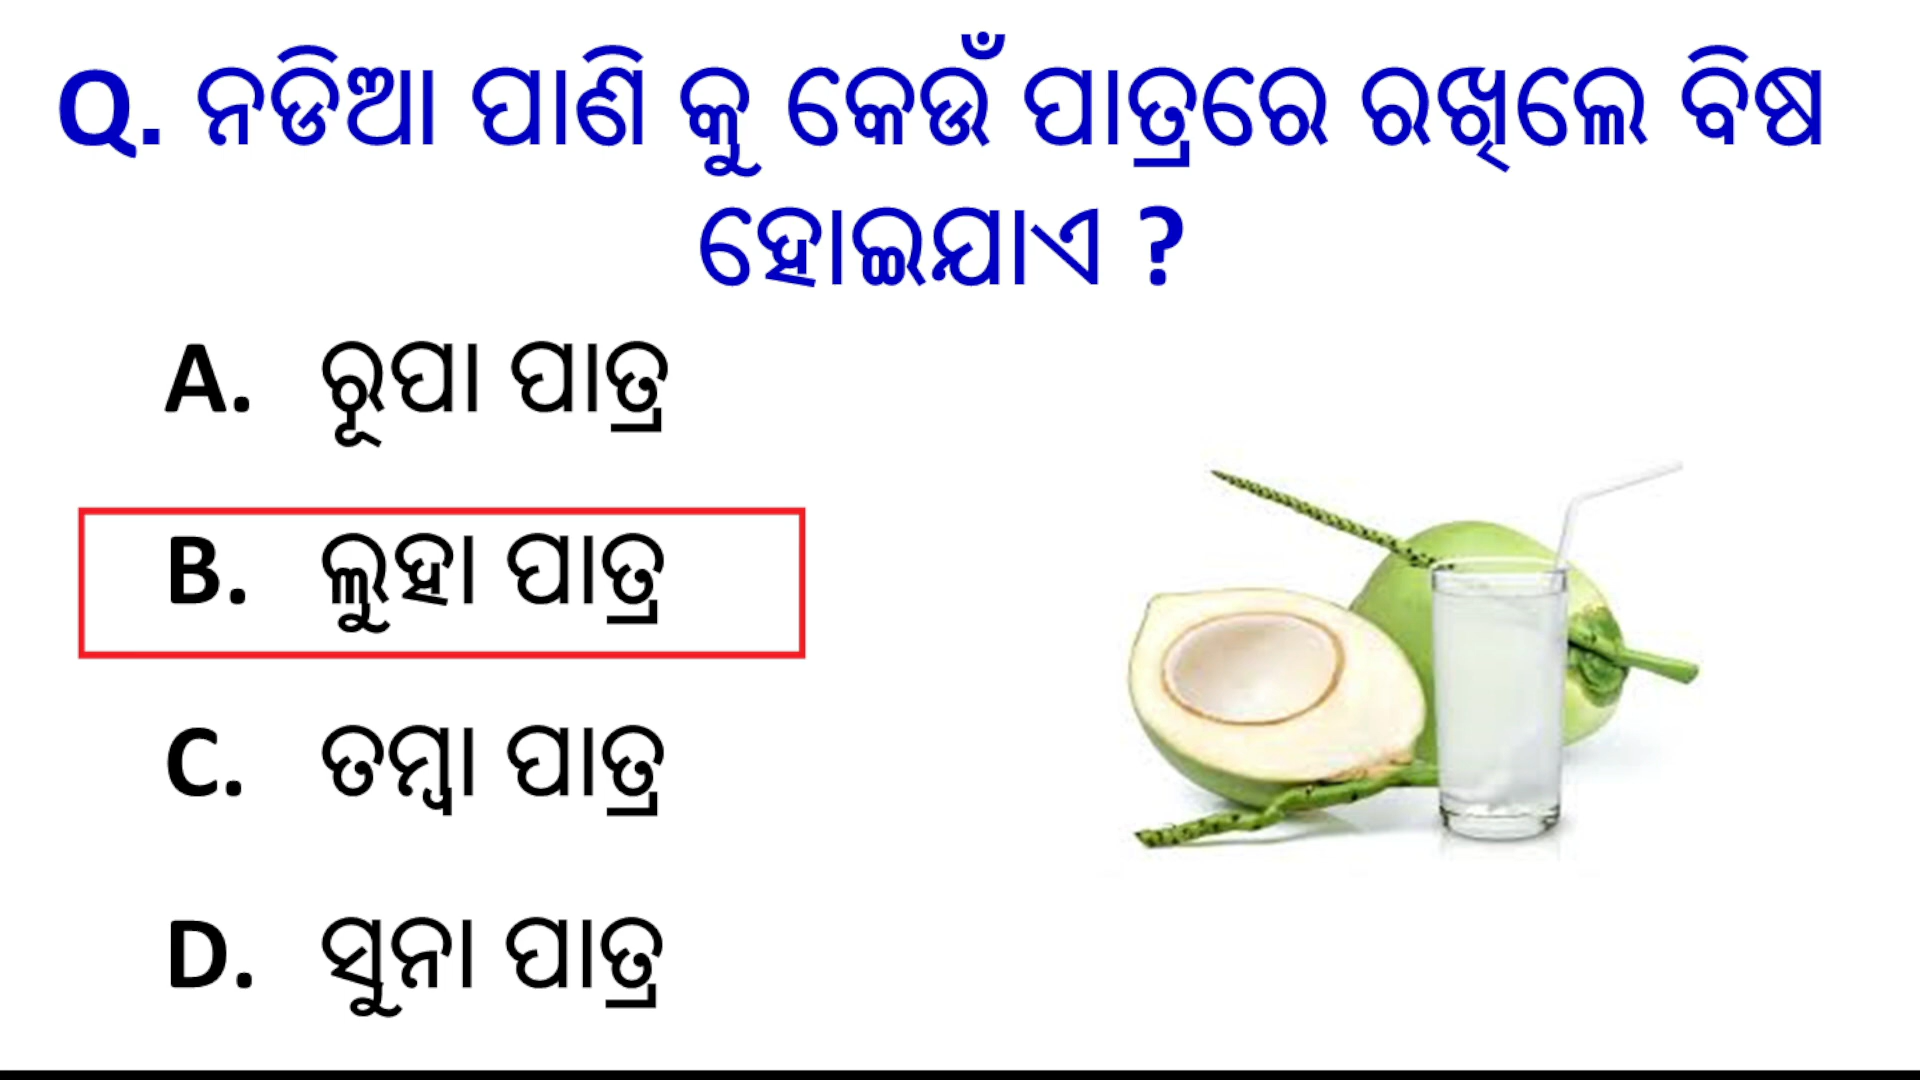 Q. ନଡିଆ ପାଣି କୁ କେଉଁ ପାତ୍ରରେ ରଖିଲେ ବିଷ
ହୋଇଯାଏ ?
A. ରୂପା ପାତ୍ର
B. ଲୁହା ପାତ୍ର
C. ତମ୍ବା ପାତ୍ର
D. ସୁନା ପାତ୍ର